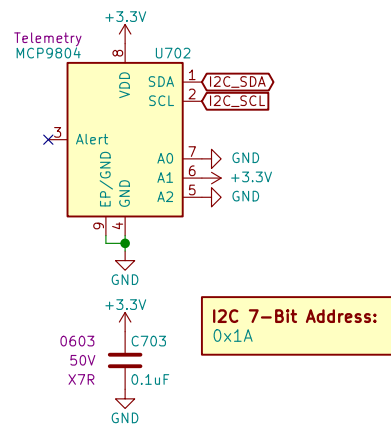 +3.3V
Telemetry
MCP9804
U702
8
VDD
SDA
1
I2C_SDA
SCL
2
I2C_SCL
3
Alert
A0
7
GND
A1
6
+3.3V
A2
5
GND
EP/GND
GND
9
4
GND
+3.3V
0603
C703
50V
X7R
0.1uF
GND
I2C 7-Bit Address:
0x1A